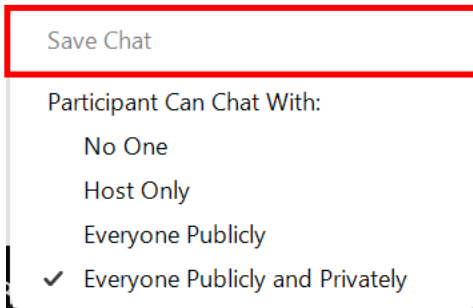 Save Chat
Participant Can Chat With:
No One
Host Only
Everyone Publicly
Everyone Publicly and Privately